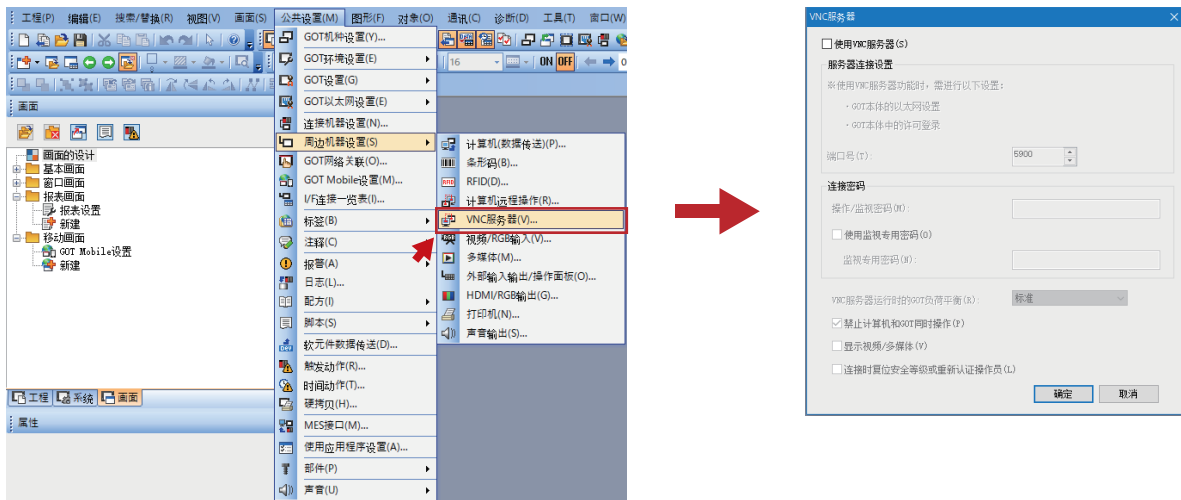 工程(P) 编辑(E) 搜索/替换(R) 视图(V) 画面(S) 公共设置(M) 图形(F) 对象(O) 通讯(C) 诊断(D) 工具(T) 窗口(W)
16
ON OFF
画面
画面的设计
基本画面
窗口画面
报表画面
报表设置
新建
移动画面
GOT Mobile设置
新建
工程 系统 画面
属性
GOT机种设置(Y)...
GOT环境设置(E)
GOT设置(G)
GOT以太网设置(E)
连接机器设置(N)...
周边机器设置(S)
GOT网络关联(O)...
GOT Mobile设置(M)...
I/F连接一览表(I)...
标签(B)
注释(C)
报警(A)
日志(L)...
配方(I)
脚本(S)
软元件数据传送(D)...
触发动作(R)...
时间动作(T)...
硬拷贝(H)...
MES接口(M)...
使用应用程序设置(A)...
部件(P)
声音(U)
计算机(数据传送)(P)...
条形码(B)...
RFID(D)...
计算机远程操作(R)...
VNC服务器(V)...
视频/RGB输入(V)...
多媒体(M)...
外部输入输出/操作面板(O)...
HDMI/RGB输出(G)...
打印机(N)...
声音输出(S)...
VNC服务器
使用VNC服务器(S)
服务器连接设置
※使用VNC服务器功能时，需进行以下设置：
・GOT本体的以太网设置
・GOT本体中的许可登录
端口号(T)： 5900
连接密码
操作/监视密码(M)：
使用监视专用密码(O)
监视专用密码(N)：
VNC服务器运行时的GOT负荷平衡(R)： 标准
禁止计算机和GOT同时操作(P)
显示视频/多媒体(V)
连接时复位安全等级或重新认证操作员(L)
确定 取消